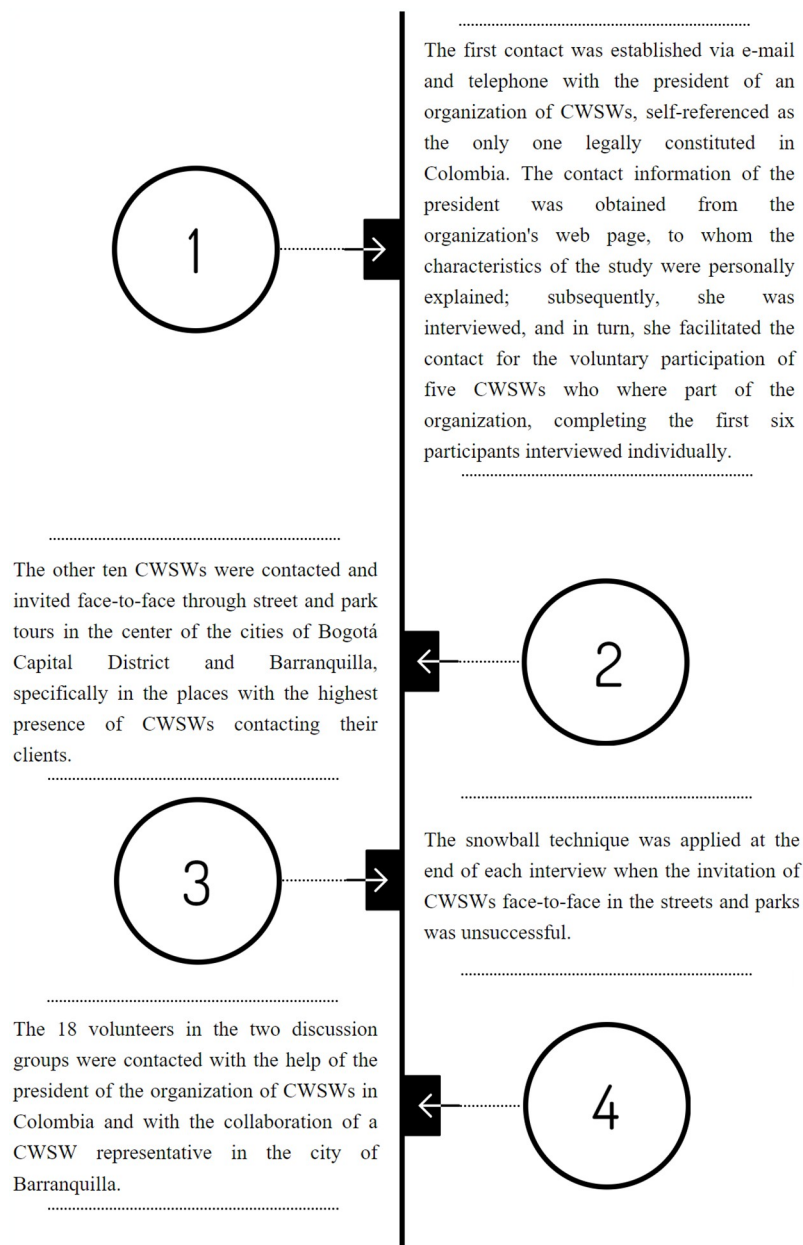 The first contact was established via e-mail
and telephone with the president of an
organization of CWSWs, self-referenced as
the only one legally constituted in
Colombia. The contact information of the
president was obtained from the
organization's web page, to whom the
characteristics of the study were personally
explained; subsequently, she was
interviewed, and in turn, she facilitated the
contact for the voluntary participation of
five CWSWs who where part of the
organization, completing the first six
participants interviewed individually.
1
The other ten CWSWs were contacted and
invited face-to-face through street and park
tours in the center of the cities of Bogotá
Capital District and Barranquilla,
specifically in the places with the highest
presence of CWSWs contacting their
clients.
2
3
The snowball technique was applied at the
end of each interview when the invitation of
CWSWs face-to-face in the streets and parks
was unsuccessful.
The 18 volunteers in the two discussion
groups were contacted with the help of the
president of the organization of CWSWs in
Colombia and with the collaboration of a
CWSW representative in the city of
Barranquilla.
4